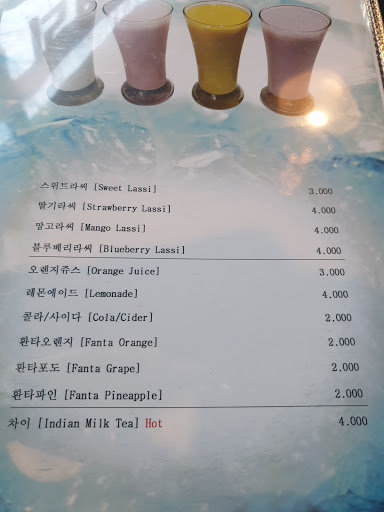 스위트라씨 [Sweet Lassi] 3.000
딸기라씨 [Strawberry Lassi] 4.000
망고라씨 [Mango Lassi] 4.000
블루베리라씨 [Blueberry Lassi] 4.000
오렌지쥬스 [Orange Juice] 3.000
레몬에이드 [Lemonade] 4.000
콜라/사이다 [Cola/Cider] 2.000
환타오렌지 [Fanta Orange] 2.000
환타포도 [Fanta Grape] 2.000
환타파인 [Fanta Pineapple] 2.000
차이 [Indian Milk Tea] Hot 4.000